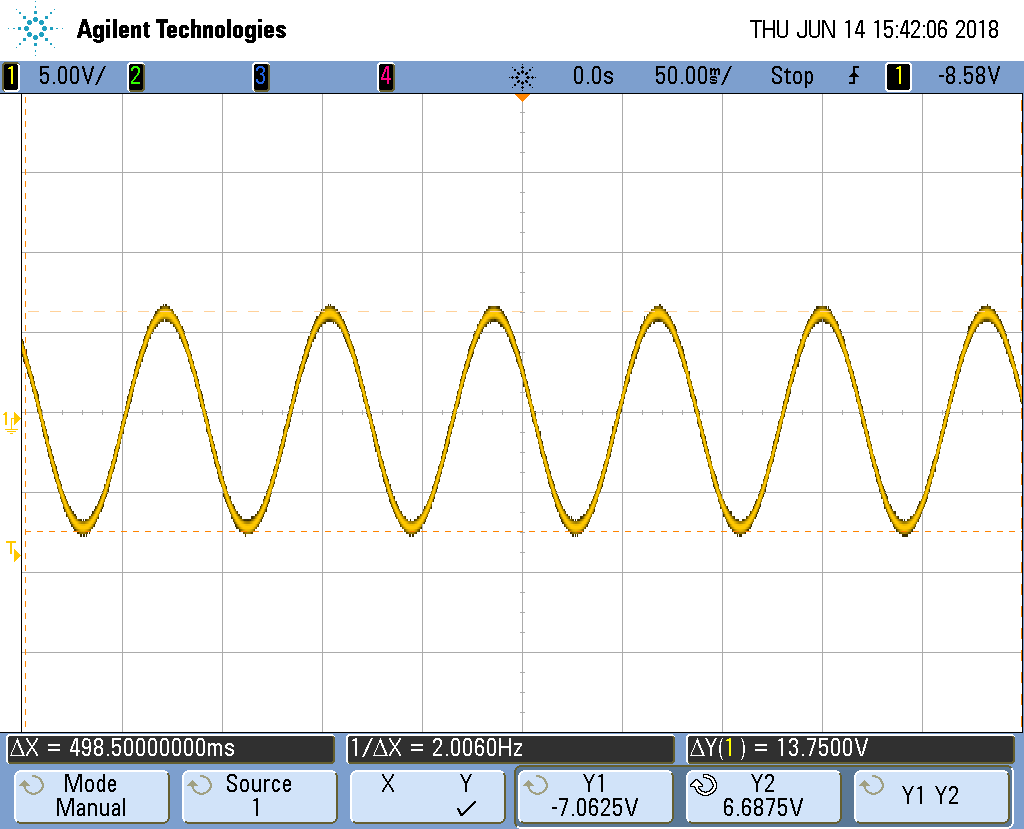 Agilent Technologies THU JUN 14 15:42:06 2018
1 5.00V/ 2 3 4 0.0s 50.00ms/ Stop 1 -8.58V
1
T
ΔX = 498.50000000ms 1/ΔX = 2.0060Hz ΔY(1) = 13.7500V
Mode Source X Y Y1 Y2 Y1 Y2
Manual 1 ✓ -7.0625V 6.6875V